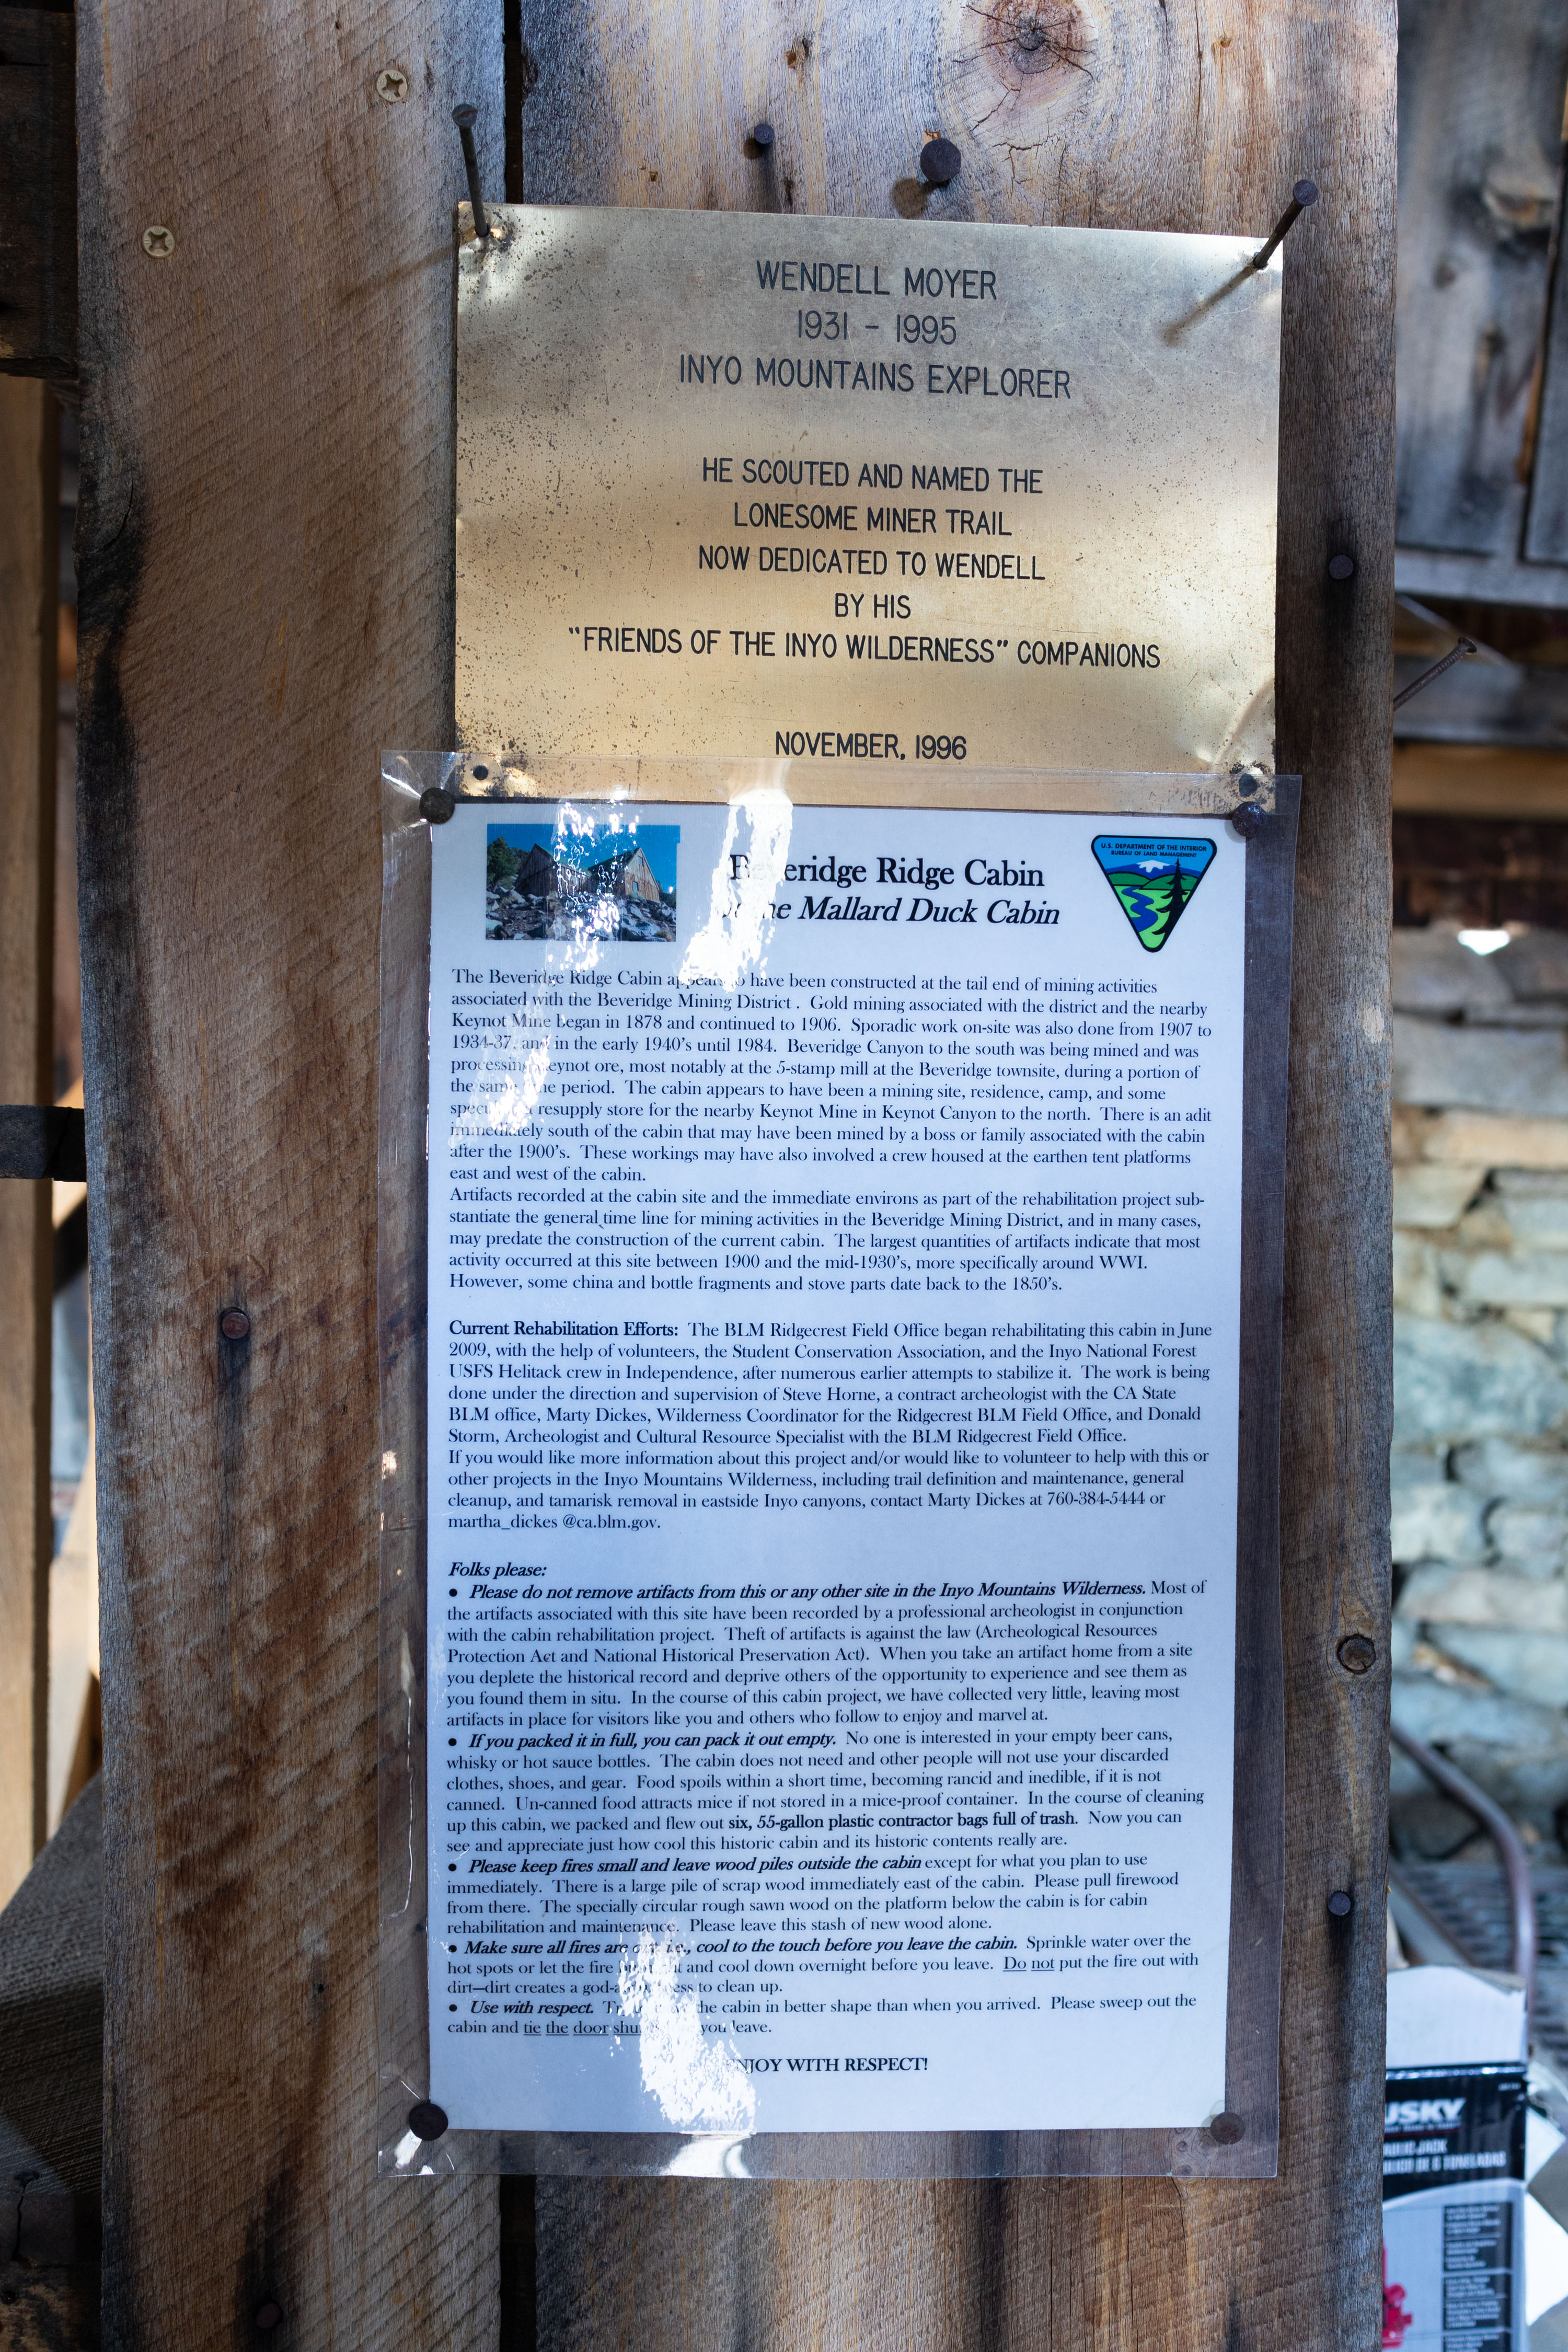 WENDELL MOYER
1931 - 1995
INYO MOUNTAINS EXPLORER
HE SCOUTED AND NAMED THE
LONESOME MINER TRAIL
NOW DEDICATED TO WENDELL
BY HIS
"FRIENDS OF THE INYO WILDERNESS" COMPANIONS
NOVEMBER, 1996
Beveridge Ridge Cabin
Mallard Duck Cabin
U.S. DEPARTMENT OF THE INTERIOR
BUREAU OF LAND MANAGEMENT
The Beveridge Ridge Cabin appears to have been constructed at the tail end of mining activities
associated with the Beveridge Mining District . Gold mining associated with the district and the nearby
Keynot Mine began in 1878 and continued to 1906. Sporadic work on-site was also done from 1907 to
1934-37, and in the early 1940's until 1984. Beveridge Canyon to the south was being mined and was
processing Keynot ore, most notably at the 5-stamp mill at the Beveridge townsite, during a portion of
the same time period. The cabin appears to have been a mining site, residence, camp, and some
resupply store for the nearby Keynot Mine in Keynot Canyon to the north. There is an adit
immediately south of the cabin that may have been mined by a boss or family associated with the cabin
after the 1900's. These workings may have also involved a crew housed at the earthen tent platforms
east and west of the cabin.
Artifacts recorded at the cabin site and the immediate environs as part of the rehabilitation project sub-
stantiate the general time line for mining activities in the Beveridge Mining District, and in many cases,
may predate the construction of the current cabin. The largest quantities of artifacts indicate that most
activity occurred at this site between 1900 and the mid-1930's, more specifically around WWI.
However, some china and bottle fragments and stove parts date back to the 1850's.
Current Rehabilitation Efforts: The BLM Ridgecrest Field Office began rehabilitating this cabin in June
2009, with the help of volunteers, the Student Conservation Association, and the Inyo National Forest
USFS Helitack crew in Independence, after numerous earlier attempts to stabilize it. The work is being
done under the direction and supervision of Steve Horne, a contract archeologist with the CA State
BLM office, Marty Dickes, Wilderness Coordinator for the Ridgecrest BLM Field Office, and Donald
Storm, Archeologist and Cultural Resource Specialist with the BLM Ridgecrest Field Office.
If you would like more information about this project and/or would like to volunteer to help with this or
other projects in the Inyo Mountains Wilderness, including trail definition and maintenance, general
cleanup, and tamarisk removal in eastside Inyo canyons, contact Marty Dickes at 760-384-5444 or
martha_dickes @ca.blm.gov.
Folks please:
● Please do not remove artifacts from this or any other site in the Inyo Mountains Wilderness. Most of
the artifacts associated with this site have been recorded by a professional archeologist in conjunction
with the cabin rehabilitation project. Theft of artifacts is against the law (Archeological Resources
Protection Act and National Historical Preservation Act). When you take an artifact home from a site
you deplete the historical record and deprive others of the opportunity to experience and see them as
you found them in situ. In the course of this cabin project, we have collected very little, leaving most
artifacts in place for visitors like you and others who follow to enjoy and marvel at.
● If you packed it in full, you can pack it out empty. No one is interested in your empty beer cans,
whisky or hot sauce bottles. The cabin does not need and other people will not use your discarded
clothes, shoes, and gear. Food spoils within a short time, becoming rancid and inedible, if it is not
canned. Un-canned food attracts mice if not stored in a mice-proof container. In the course of cleaning
up this cabin, we packed and flew out six, 55-gallon plastic contractor bags full of trash. Now you can
see and appreciate just how cool this historic cabin and its historic contents really are.
● Please keep fires small and leave wood piles outside the cabin except for what you plan to use
immediately. There is a large pile of scrap wood immediately east of the cabin. Please pull firewood
from there. The specially circular rough sawn wood on the platform below the cabin is for cabin
rehabilitation and maintenance. Please leave this stash of new wood alone.
● Make sure all fires are out, i.e., cool to the touch before you leave the cabin. Sprinkle water over the
hot spots or let the fire and cool down overnight before you leave. Do not put the fire out with
dirt—dirt creates a to clean up.
● Use with respect. the cabin in better shape than when you arrived. Please sweep out the
cabin and tie the door shut you leave.
ENJOY WITH RESPECT!